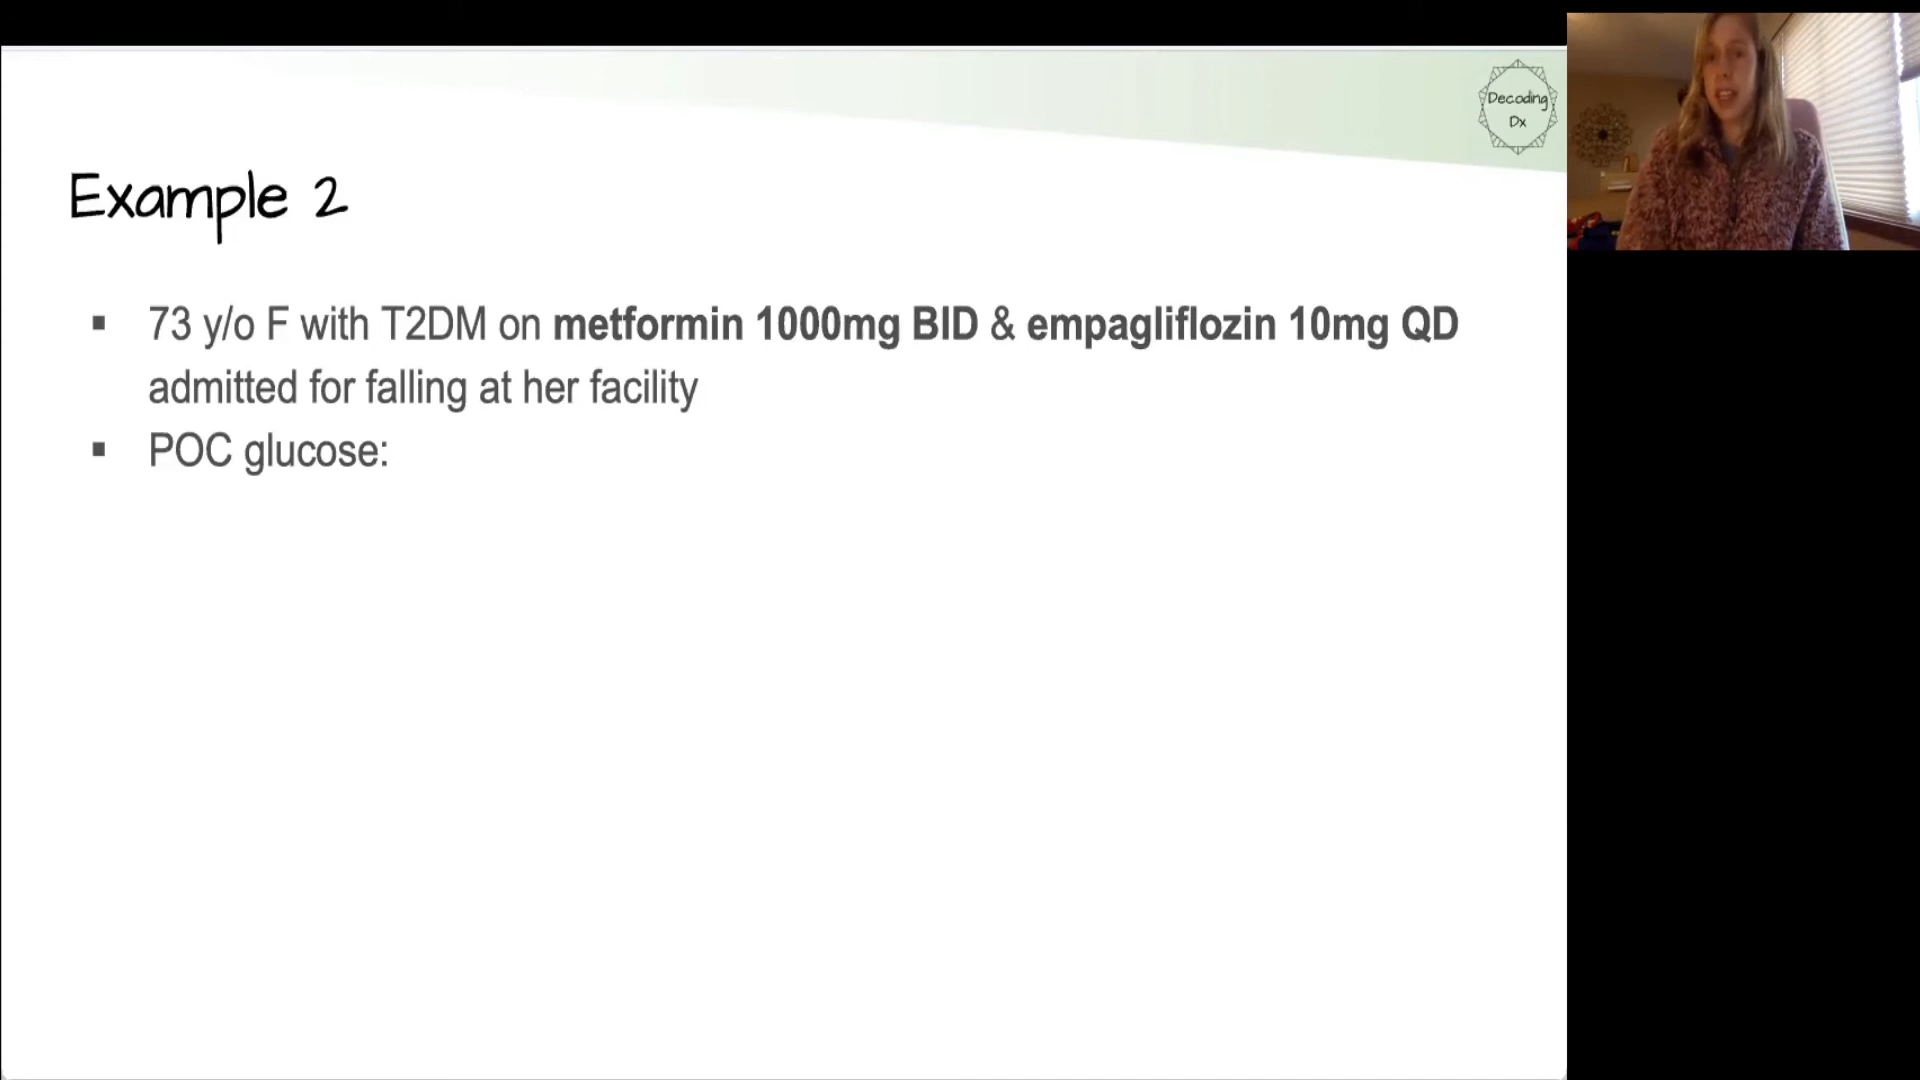 Decoding
Dx
Example 2
▪ 73 y/o F with T2DM on metformin 1000mg BID & empagliflozin 10mg QD
admitted for falling at her facility
▪ POC glucose: